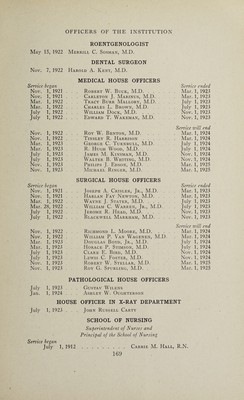 OFFICERS OF THE INSTITUTION
ROENTGENOLOGIST
May 15, 1922 Merrill C. Sosman, M.D.
DENTAL SURGEON
Nov. 7, 1922 Harold A. Kent, M.D.
MEDICAL HOUSE OFFICERS
Service began Service ended
Nov. 1, 1921 Robert W. Buck, M.D. Mar. 1, 1923
Nov. 1, 1921 Carleton J. Marinus, M.D. Mar. 1, 1923
Mar. 1, 1922 Tracy Burr Mallory, M.D. July 1, 1923
Mar. 1, 1922 Charles L. Brown, M.D. July 1, 1923
July 1, 1922 William Dock, M.D. Nov. 1, 1923
July 1, 1922 Edward T. Wakeman, M.D. Nov. 1, 1923
Service will end
Nov. 1, 1922 Roy W. Benton, M.D. Mar. 1, 1924
Nov. 1, 1922 Tinsley R. Harrison Mar. 1, 1924
Mar. 1, 1923 George C. Turnbull, M.D. July 1, 1924
Mar. 1, 1923 R. Hugh Wood, M.D. July 1, 1924
July 1, 1923 James M. Kluman, M.D. Nov. 1, 1924
July 1, 1923 Walter B. Whiting, M.D. Nov. 1, 1924
Nov. 1, 1923 Philips J. Edson, M.D. Mar. 1, 1925
Nov. 1, 1923 Michael Ringer, M.D. Mar. 1, 1925
SURGICAL HOUSE OFFICERS
Service began Service ended
Nov. 1, 1921 Joseph A. Crider, Jr., M.D. Mar. 1, 1923
Nov. 1, 1921 Harlan Fay Newton, M.D. Mar. 1, 1923
Mar. 1, 1922 Wayne J. Solter, M.D. July 1, 1923
Mar. 28, 1922 William C. Warren, Jr., M.D. July 1, 1923
July 1, 1922 Jerome R. Head, M.D. Nov. 1, 1923
July 1, 1922 Blackwell Markham, M.D. Nov. 1, 1923
Service will end
Nov. 1, 1922 Richmond L. Moore, M.D. Mar. 1, 1924
Nov. 1, 1922 William P. Van Wagenen, M.D. Mar. 1, 1924
Mar. 1, 1923 Douglas Boyd, Jr., M.D. July 1, 1924
Mar. 1, 1923 Horace P. Stimson, M.D. July 1, 1924
July 1, 1923 Clark E. Bird, M.D. Nov. 1, 1924
July 1, 1923 Lewis C. Foster, M.D. Nov. 1, 1924
Nov. 1, 1923 Robert W. Stellar, M.D. Mar. 1, 1925
Nov. 1, 1923 Roy G. Spurling, M.D. Mar. 1, 1925
PATHOLOGICAL HOUSE OFFICERS
July 1, 1923 Gustav Wilens
Jan. 1, 1924 Ashley W. Oughterson
HOUSE OFFICER IN X-RAY DEPARTMENT
July 1, 1923 John Russell Carty
SCHOOL OF NURSING
Superintendent of Nurses and
Principal of the School of Nursing
Service began
July 1, 1912 Carrie M. Hall, R.N.
169